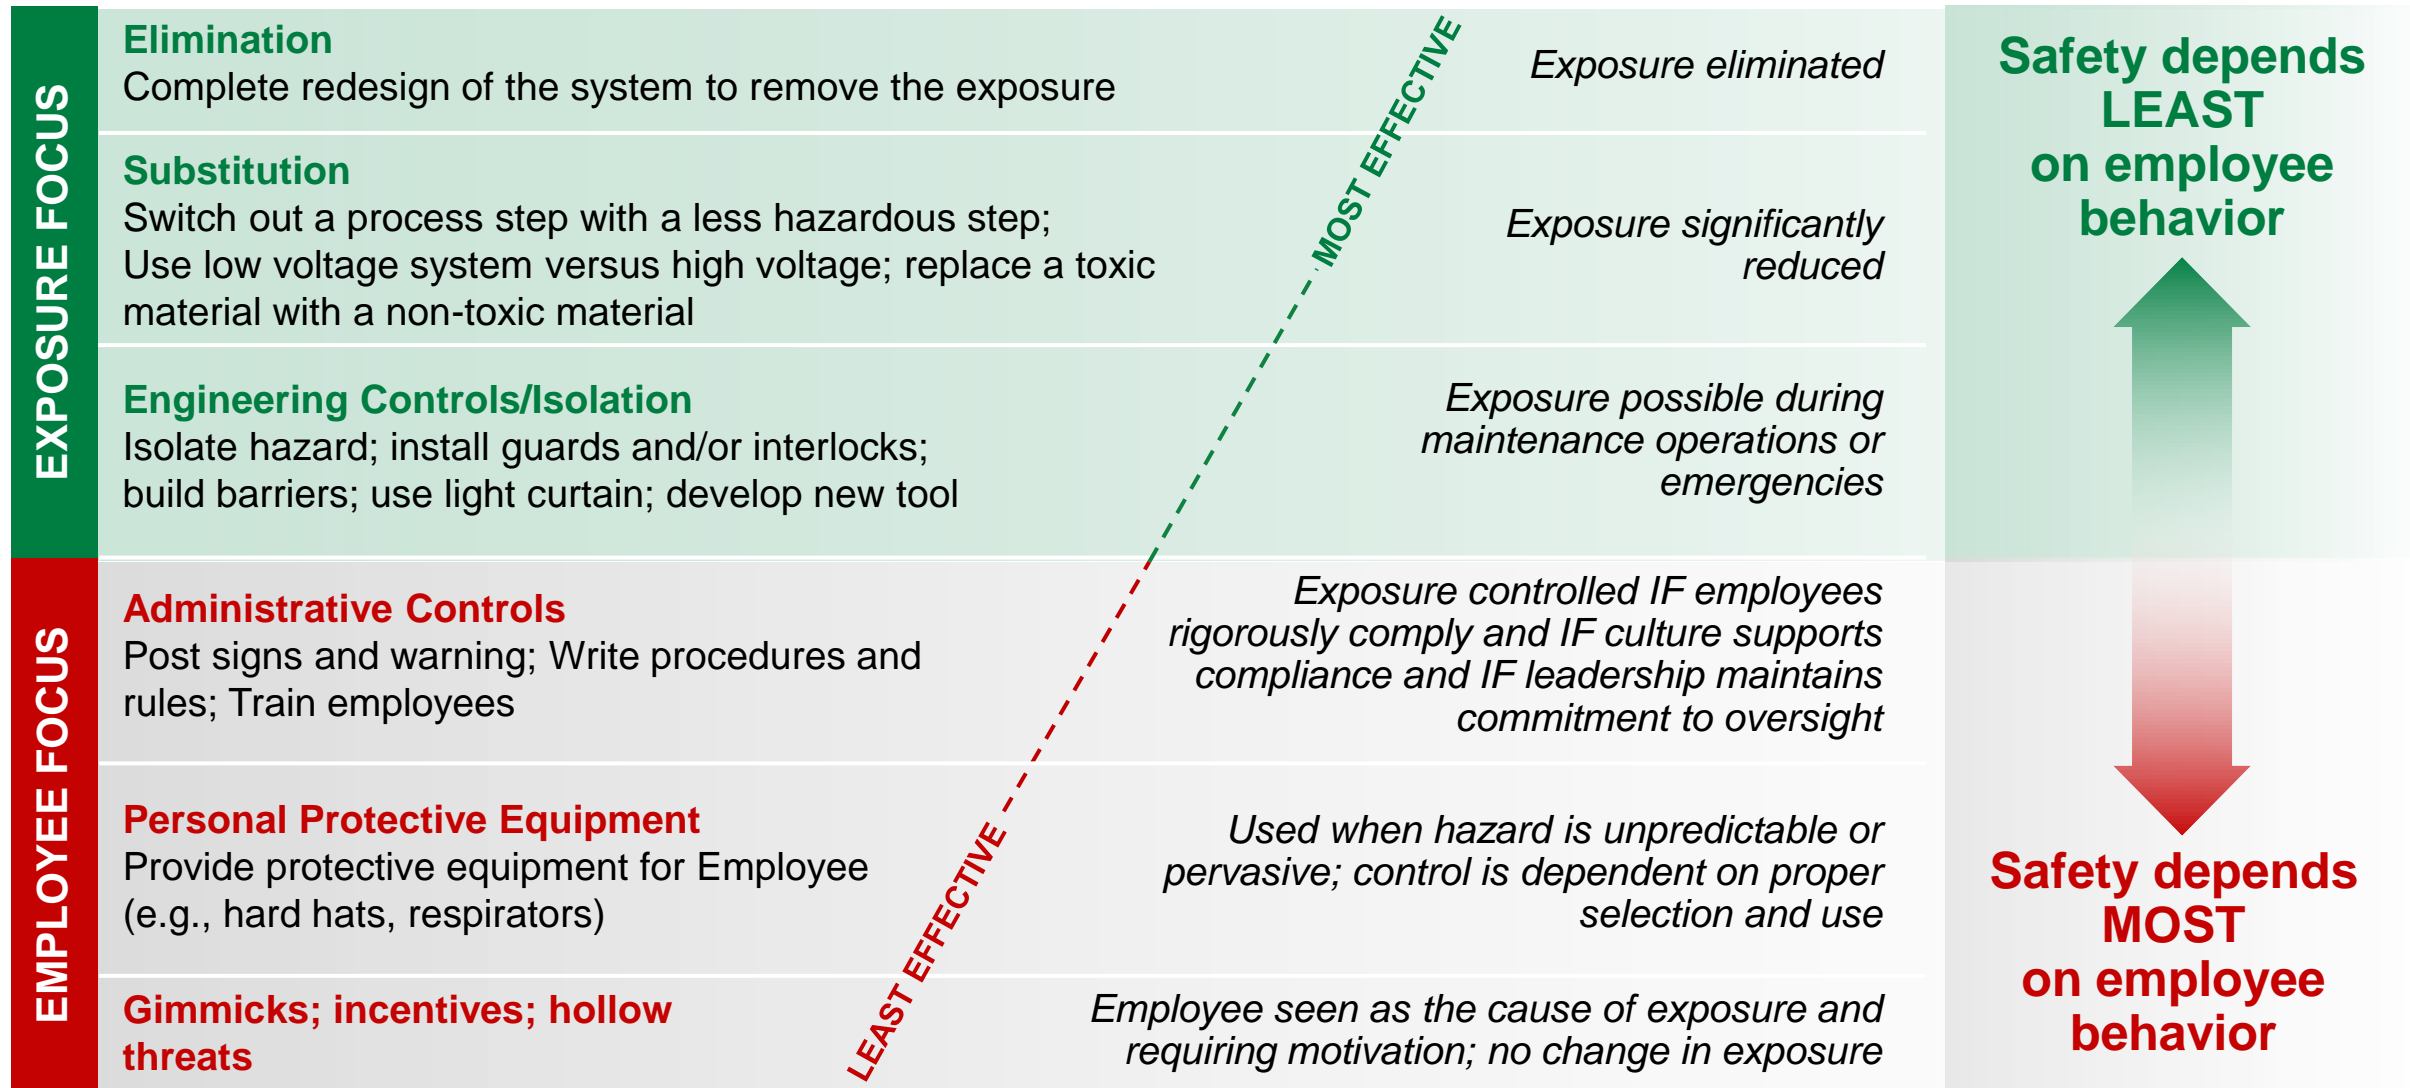 EXPOSURE FOCUS
Elimination
Complete redesign of the system to remove the exposure
Exposure eliminated
Substitution
Switch out a process step with a less hazardous step;
Use low voltage system versus high voltage; replace a toxic
material with a non-toxic material
Exposure significantly
reduced
Engineering Controls/Isolation
Isolate hazard; install guards and/or interlocks;
build barriers; use light curtain; develop new tool
Exposure possible during
maintenance operations or
emergencies
MOST EFFECTIVE
Safety depends
LEAST
on employee
behavior
EMPLOYEE FOCUS
Administrative Controls
Post signs and warning; Write procedures and
rules; Train employees
Exposure controlled IF employees
rigorously comply and IF culture supports
compliance and IF leadership maintains
commitment to oversight
Personal Protective Equipment
Provide protective equipment for Employee
(e.g., hard hats, respirators)
Used when hazard is unpredictable or
pervasive; control is dependent on proper
selection and use
Gimmicks; incentives; hollow
threats
Employee seen as the cause of exposure and
requiring motivation; no change in exposure
LEAST EFFECTIVE
Safety depends
MOST
on employee
behavior